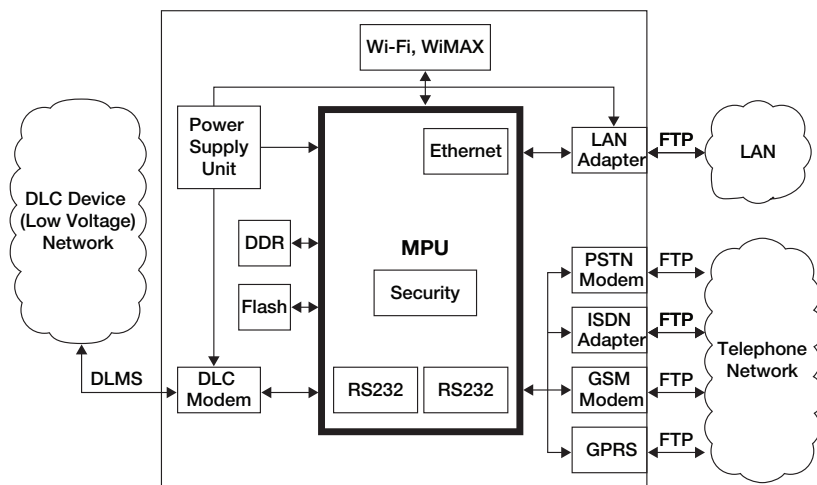 Wi-Fi, WiMAX
Power
Supply
Unit
Ethernet
LAN
Adapter
FTP
LAN
DLC Device
(Low Voltage)
Network
DDR
MPU
Flash
Security
PSTN
Modem
FTP
ISDN
Adapter
FTP
Telephone
Network
DLMS
DLC
Modem
RS232
RS232
GSM
Modem
FTP
GPRS
FTP